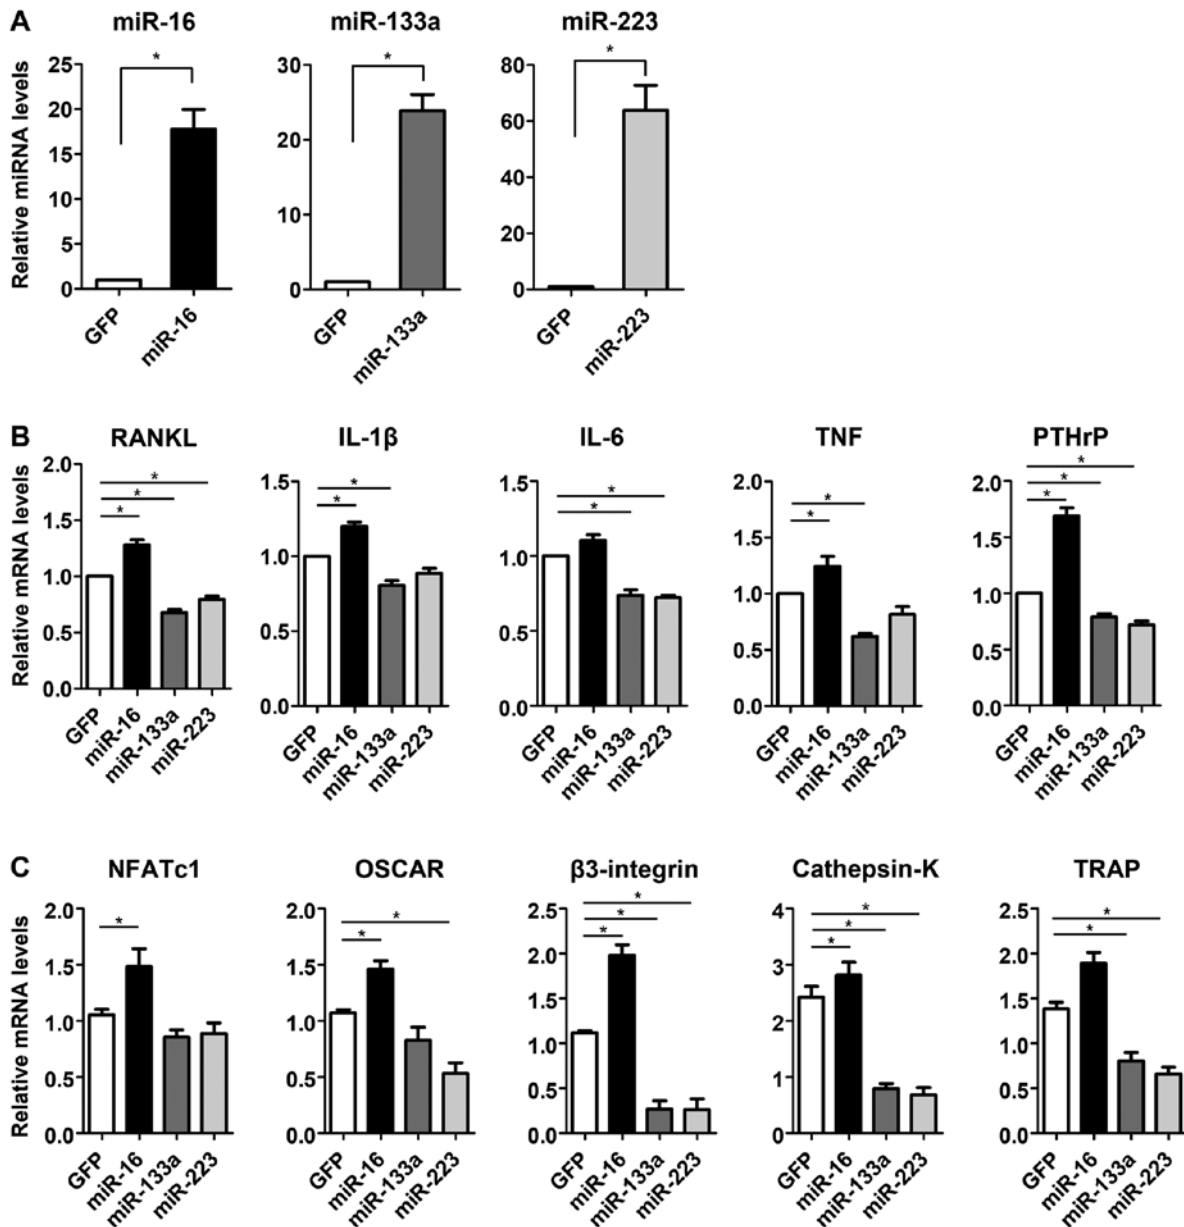 A
miR-16
miR-133a
miR-223
Relative miRNA levels
25
20
15
10
5
0
*
GFP
miR-16
30
20
10
0
*
GFP
miR-133a
80
60
40
20
0
*
GFP
miR-223
B
RANKL
IL-1β
IL-6
TNF
PTHrP
Relative mRNA levels
2.0
1.5
1.0
0.5
0.0
*
*
*
GFP
miR-16
miR-133a
miR-223
1.5
1.0
0.5
0.0
*
*
GFP
miR-16
miR-133a
miR-223
1.5
1.0
0.5
0.0
*
*
GFP
miR-16
miR-133a
miR-223
2.0
1.5
1.0
0.5
0.0
*
*
GFP
miR-16
miR-133a
miR-223
2.0
1.5
1.0
0.5
0.0
*
*
*
GFP
miR-16
miR-133a
miR-223
C
NFATc1
OSCAR
β3-integrin
Cathepsin-K
TRAP
Relative mRNA levels
2.0
1.5
1.0
0.5
0.0
*
GFP
miR-16
miR-133a
miR-223
2.0
1.5
1.0
0.5
0.0
*
*
GFP
miR-16
miR-133a
miR-223
2.5
2.0
1.5
1.0
0.5
0.0
*
*
*
GFP
miR-16
miR-133a
miR-223
4
3
2
1
0
*
*
*
GFP
miR-16
miR-133a
miR-223
2.5
2.0
1.5
1.0
0.5
0.0
*
*
GFP
miR-16
miR-133a
miR-223